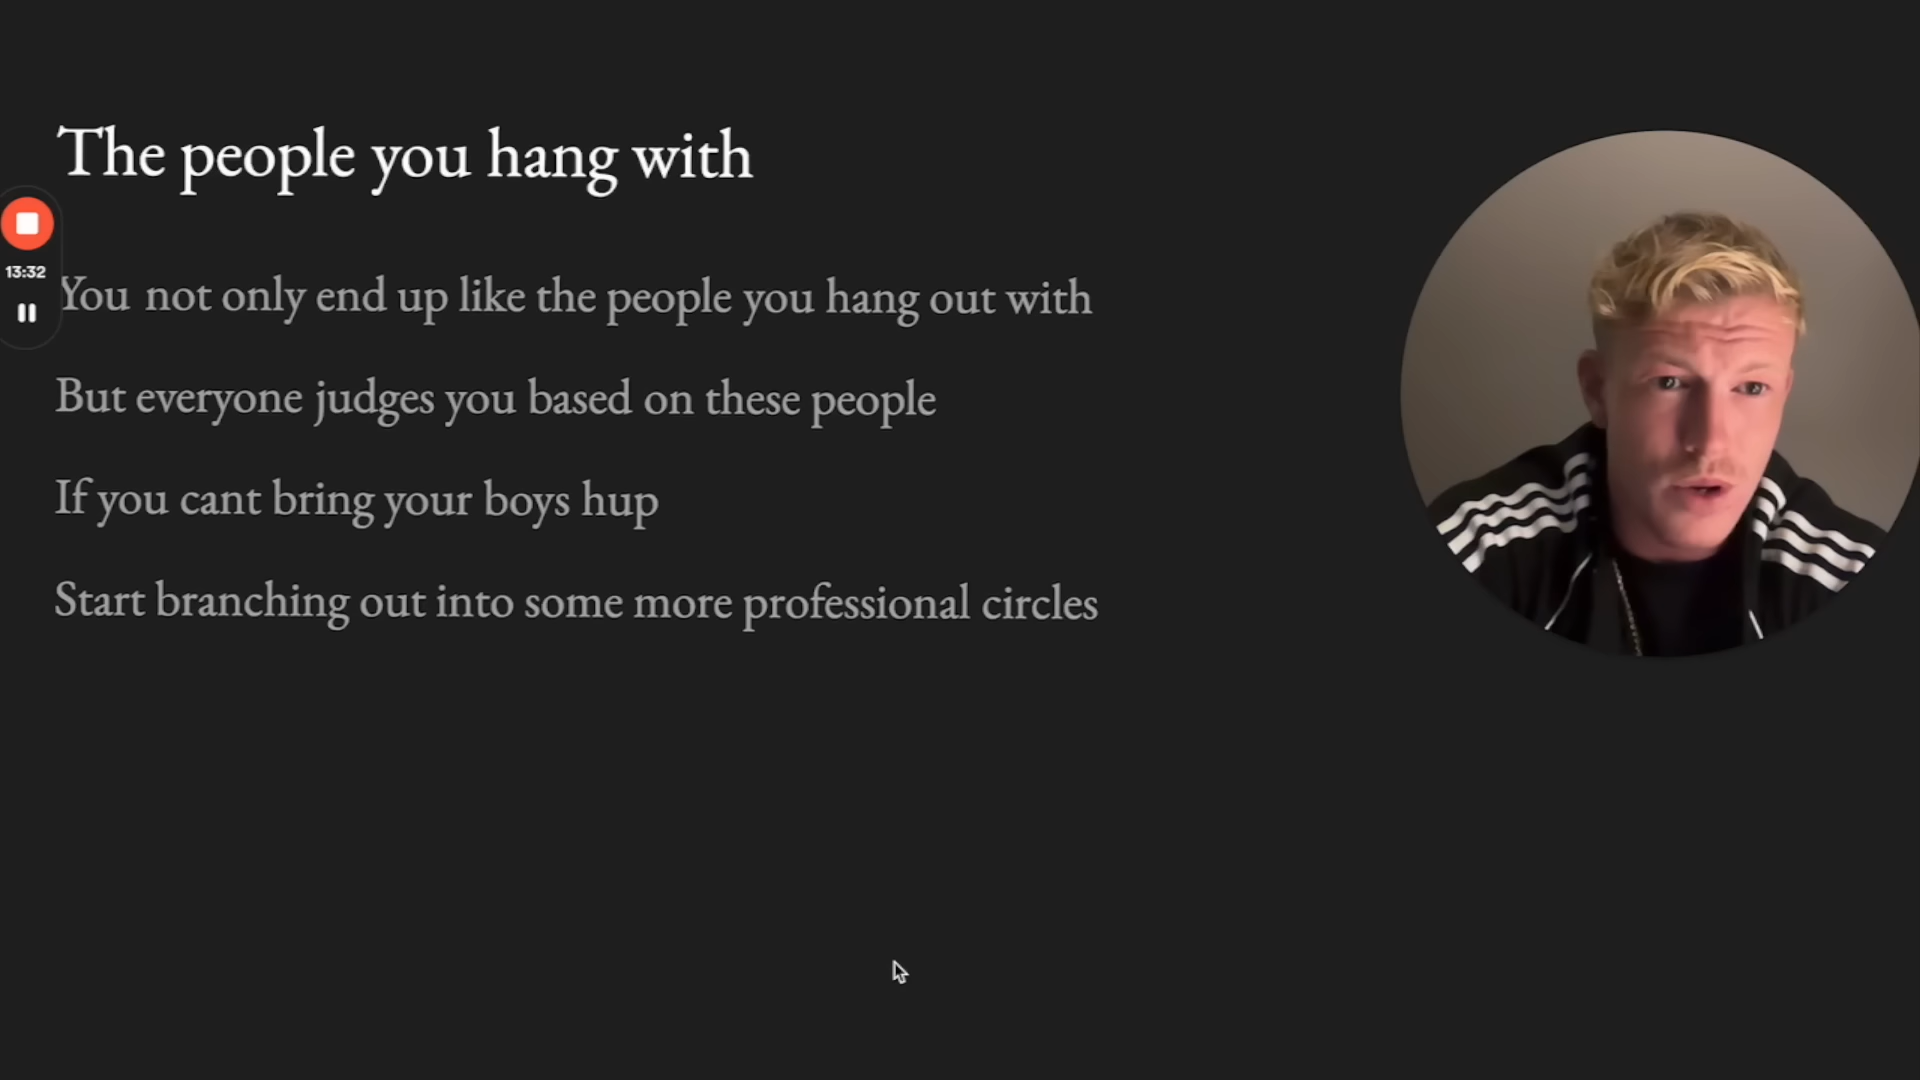 The people you hang with
13:32
You not only end up like the people you hang out with
But everyone judges you based on these people
If you cant bring your boys hup
Start branching out into some more professional circles